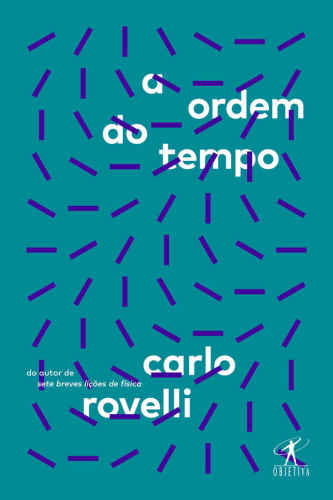 a
ordem
do
tempo
carlo
do autor de
sete breves lições de física
rovelli
OBJETIVA